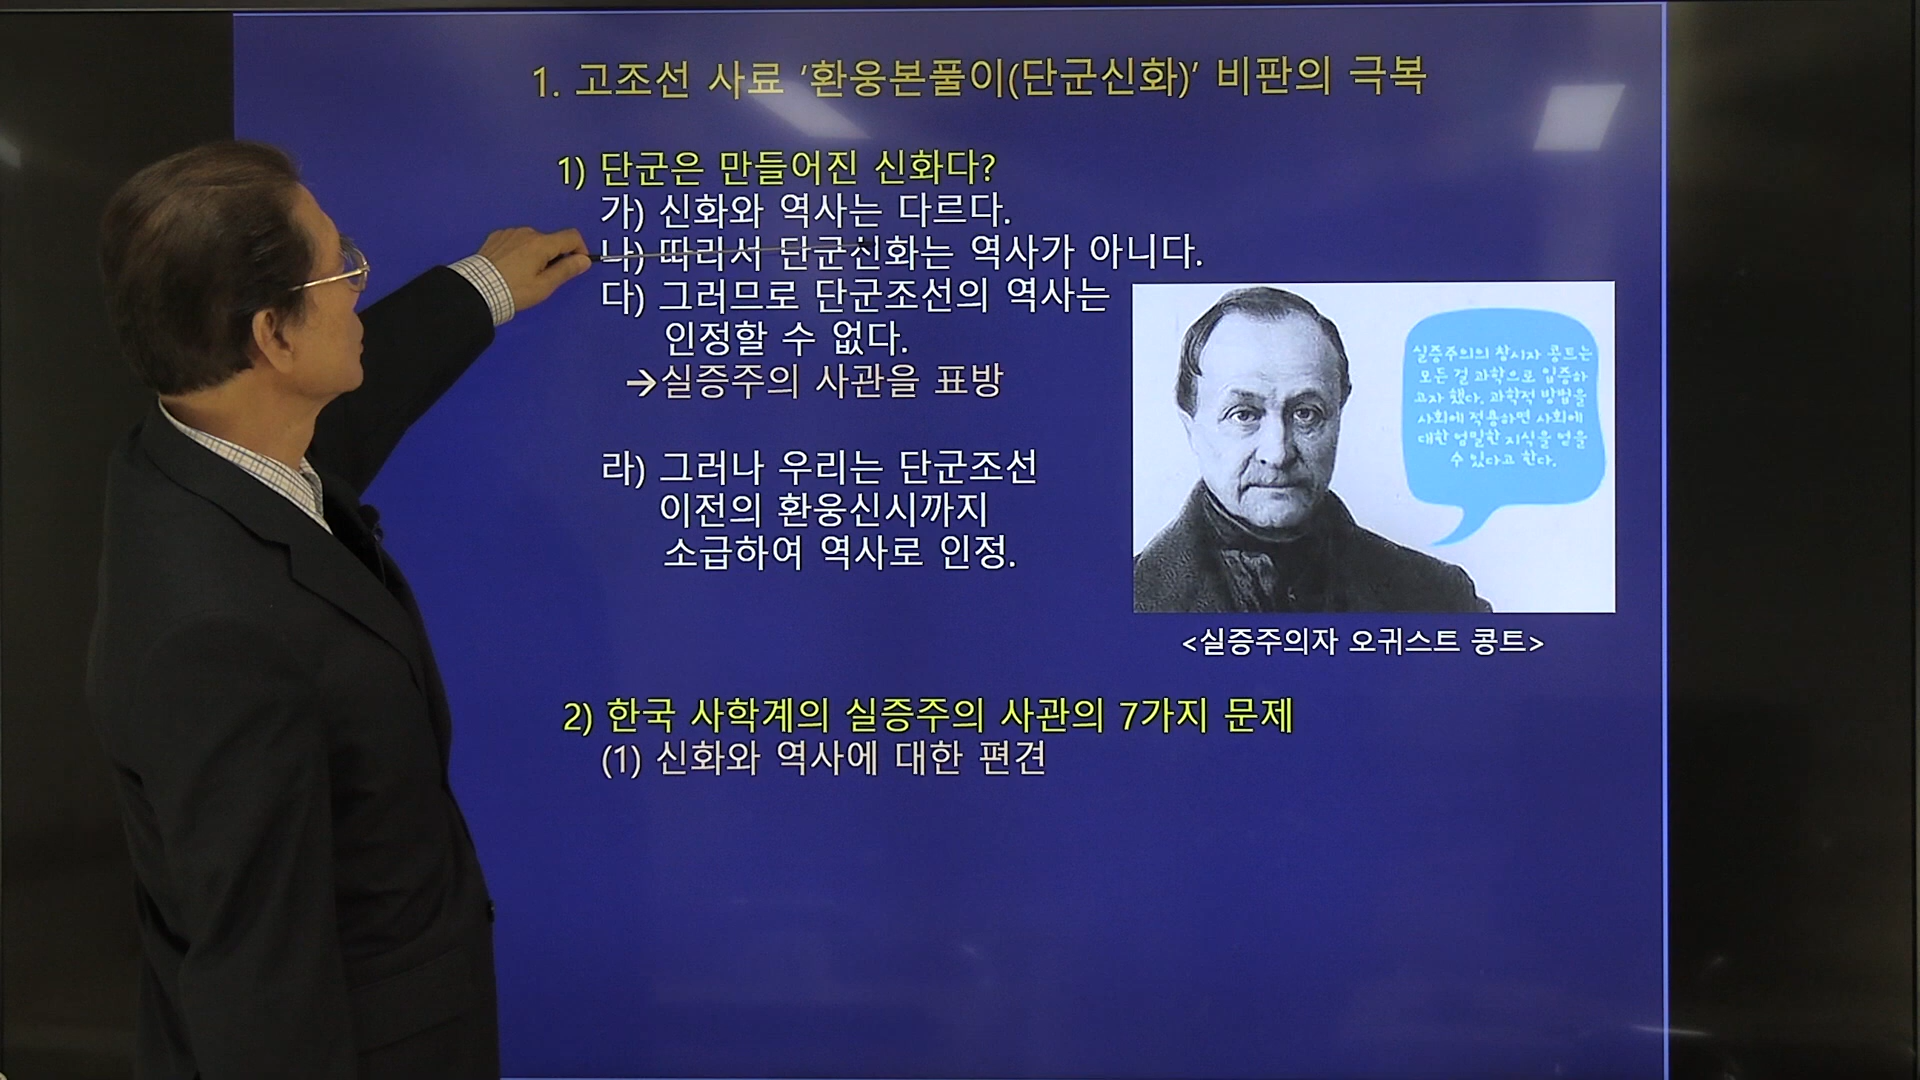 1. 고조선 사료 '환웅본풀이(단군신화)' 비판의 극복
1) 단군은 만들어진 신화다?
가) 신화와 역사는 다르다.
나) 따라서 단군신화는 역사가 아니다.
다) 그러므로 단군조선의 역사는
인정할 수 없다.
→실증주의 사관을 표방
라) 그러나 우리는 단군조선
이전의 환웅신시까지
소급하여 역사로 인정.
실증주의의 창시자 콩트는
모든 걸 과학으로 입증하
고자 했다. 과학적 방법을
사회에 적용하면 사회에
대한 엄밀한 지식을 얻을
수 있다고 한다.
<실증주의자 오귀스트 콩트>
2) 한국 사학계의 실증주의 사관의 7가지 문제
(1) 신화와 역사에 대한 편견